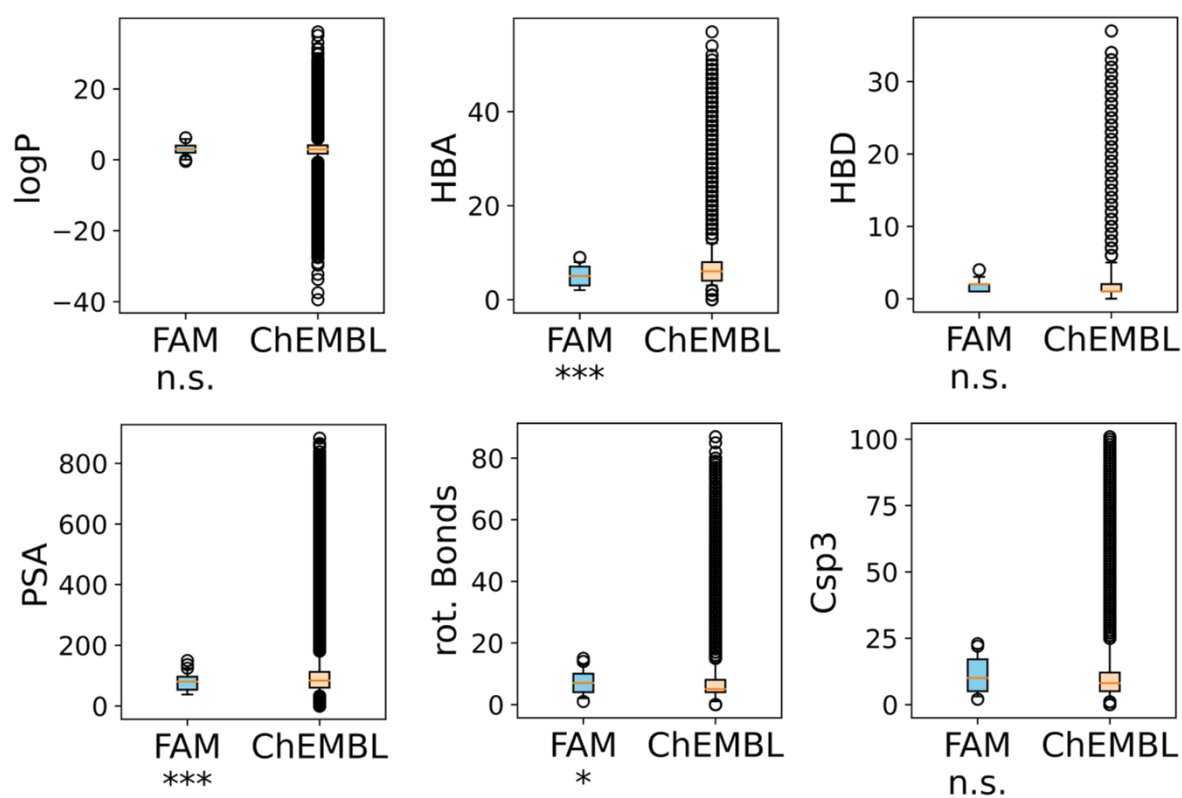 logP
20
0
−20
−40
FAM ChEMBL
n.s.
HBA
40
20
0
FAM ChEMBL
***
HBD
30
20
10
0
FAM ChEMBL
n.s.
PSA
800
600
400
200
0
FAM ChEMBL
***
rot. Bonds
80
60
40
20
0
FAM ChEMBL
*
Csp3
100
75
50
25
0
FAM ChEMBL
n.s.